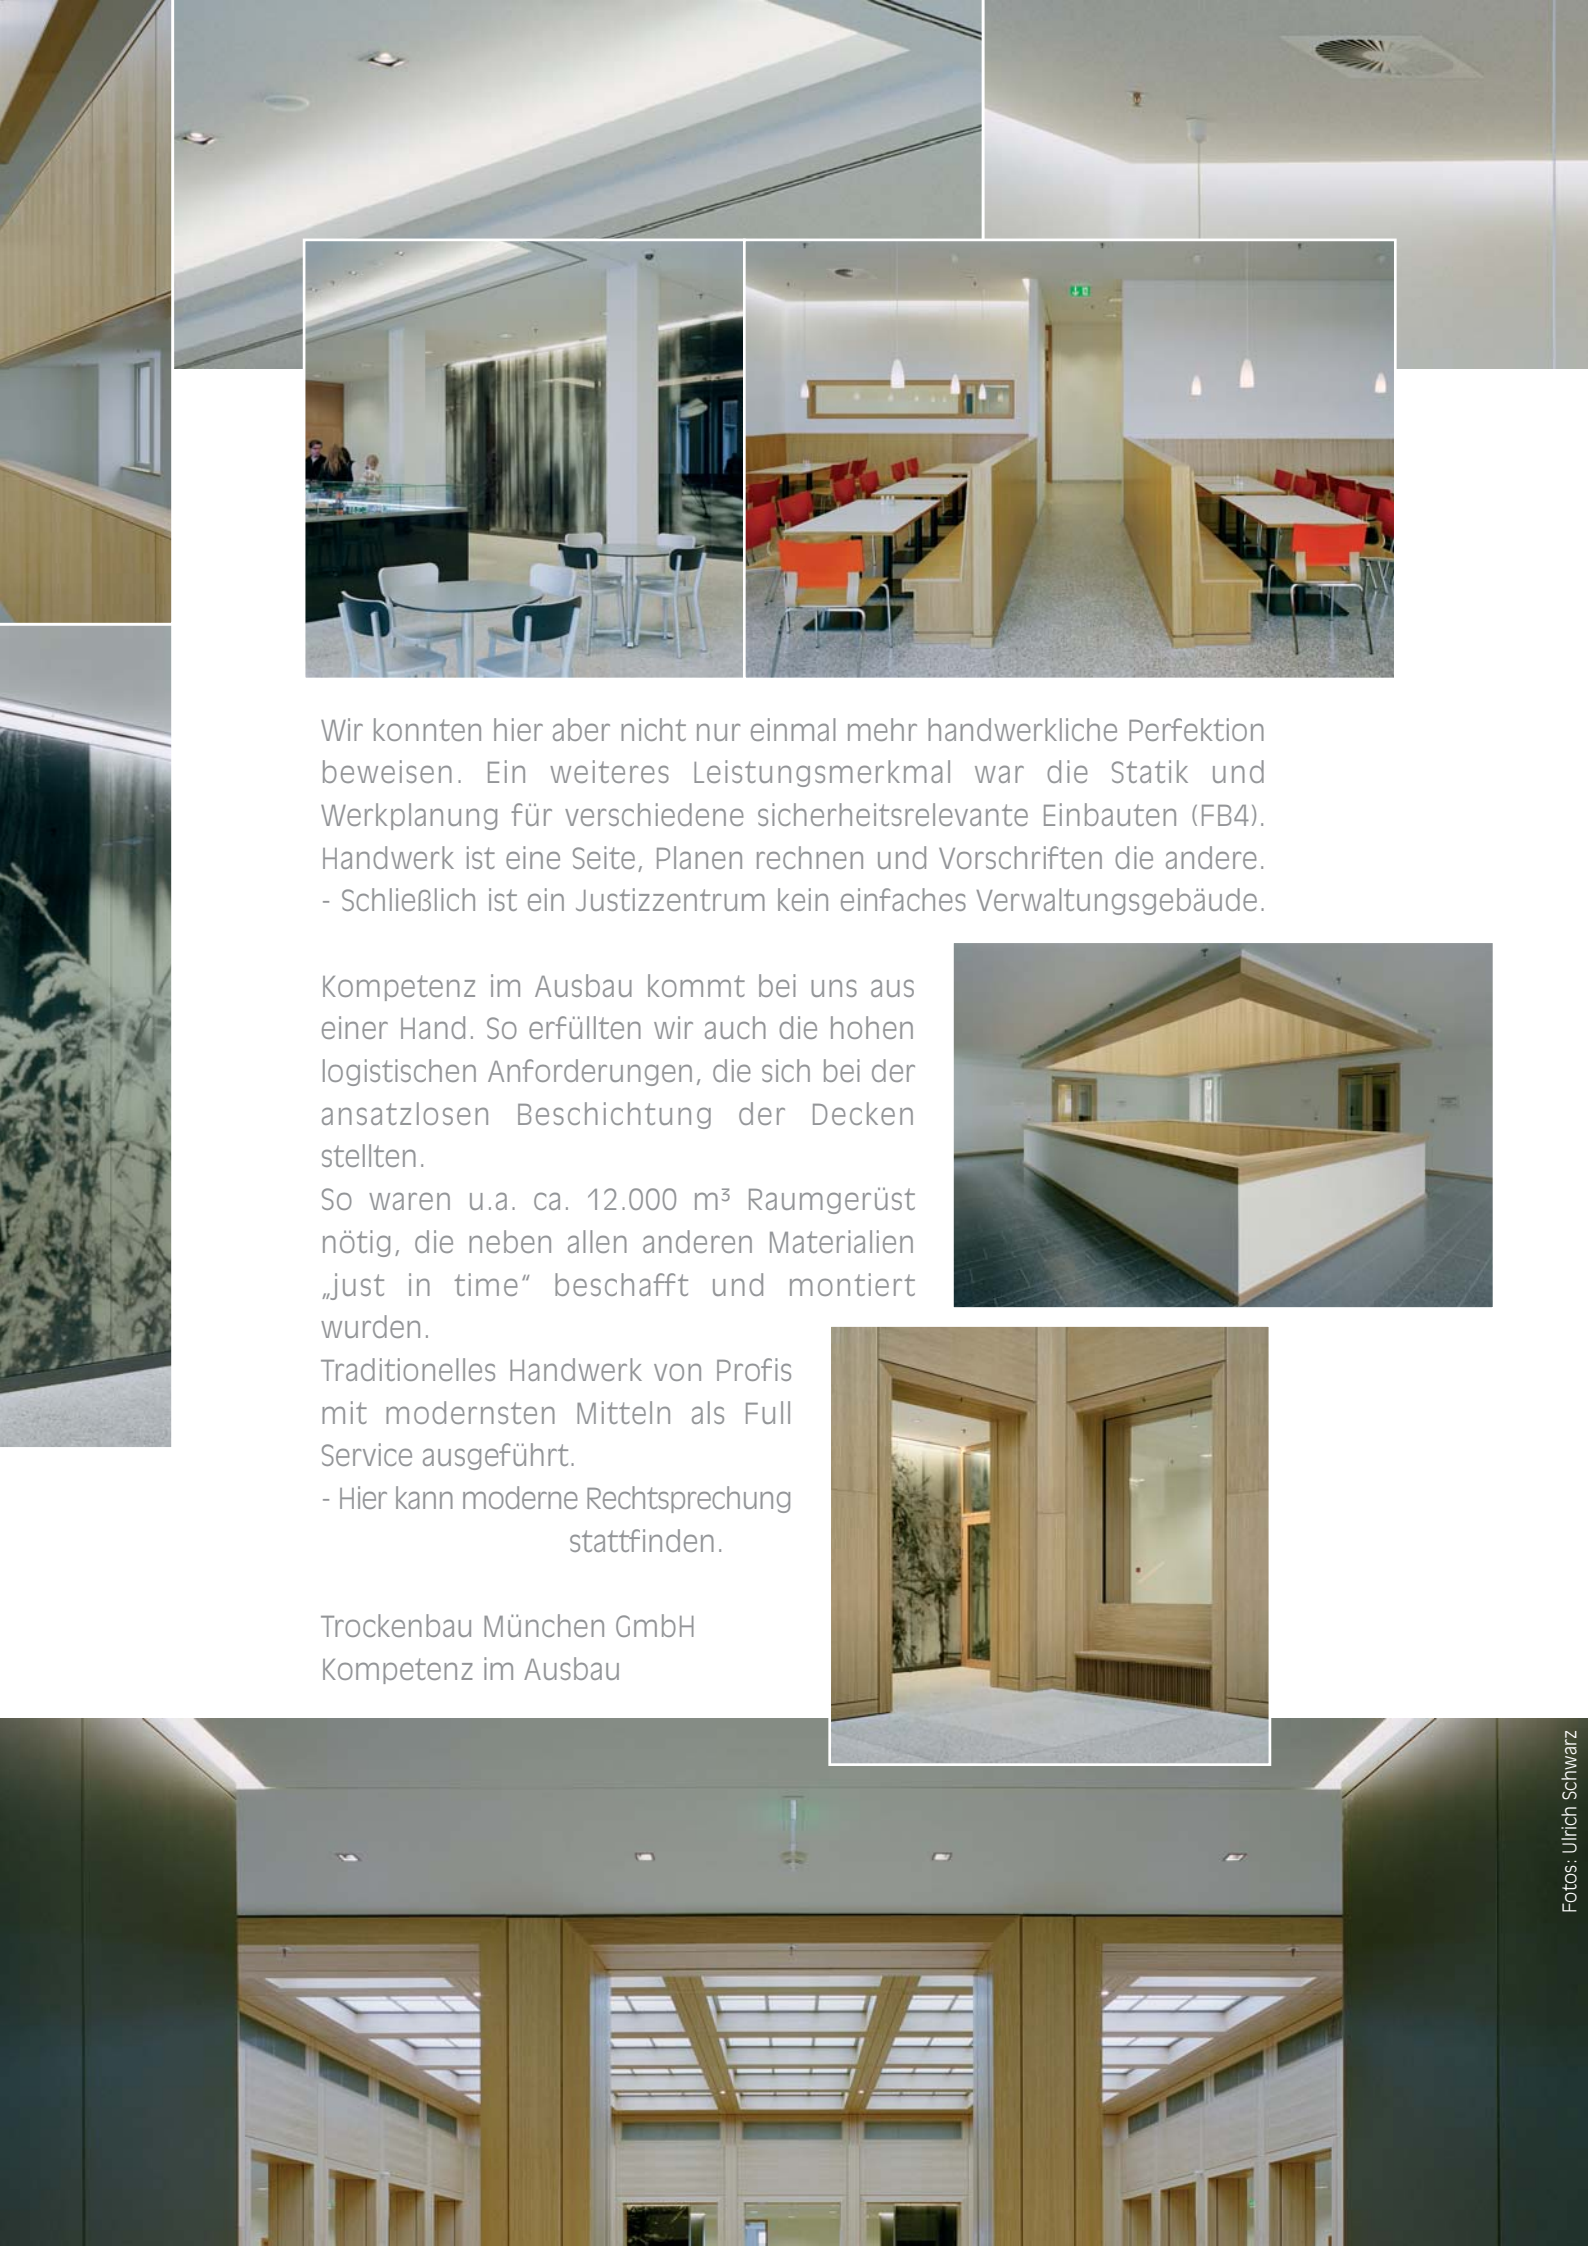 Wir konnten hier aber nicht nur einmal mehr handwerkliche Perfektion
beweisen. Ein weiteres Leistungsmerkmal war die Statik und
Werkplanung für verschiedene sicherheitsrelevante Einbauten (FB4).
Handwerk ist eine Seite, Planen rechnen und Vorschriften die andere.
- Schließlich ist ein Justizzentrum kein einfaches Verwaltungsgebäude.
Kompetenz im Ausbau kommt bei uns aus
einer Hand. So erfüllten wir auch die hohen
logistischen Anforderungen, die sich bei der
ansatzlosen Beschichtung der Decken
stellten.
So waren u.a. ca. 12.000 m³ Raumgerüst
nötig, die neben allen anderen Materialien
„just in time“ beschafft und montiert
wurden.
Traditionelles Handwerk von Profis
mit modernsten Mitteln als Full
Service ausgeführt.
- Hier kann moderne Rechtsprechung
stattfinden.
Trockenbau München GmbH
Kompetenz im Ausbau
Fotos: Ulrich Schwarz